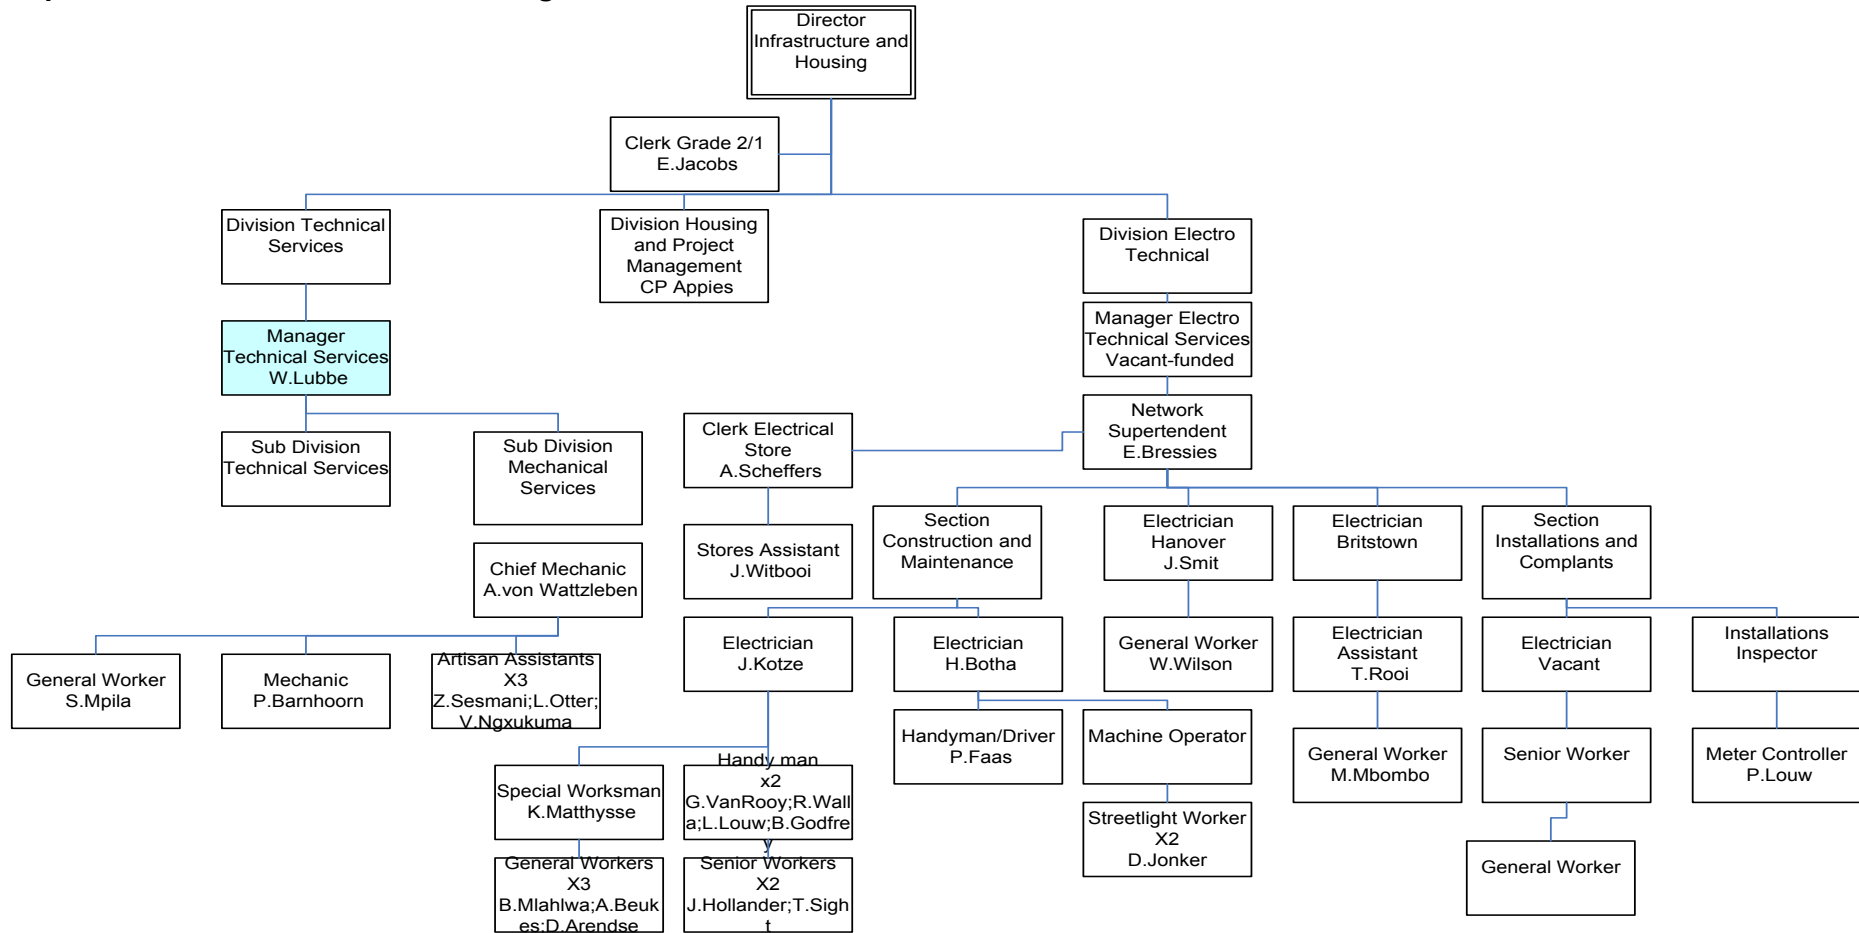 Director
Infrastructure and
Housing
Clerk Grade 2/1
E.Jacobs
Division Technical
Services
Division Housing
and Project
Management
CP Appies
Division Electro
Technical
Manager
Technical Services
W.Lubbe
Manager Electro
Technical Services
Vacant-funded
Sub Division
Technical Services
Sub Division
Mechanical
Services
Clerk Electrical
Store
A.Scheffers
Network
Supertendent
E.Bressies
Chief Mechanic
A.von Wattzleben
Stores Assistant
J.Witbooi
Section
Construction and
Maintenance
Electrician
Hanover
J.Smit
Electrician
Britstown
Section
Installations and
Complants
General Worker
S.Mpila
Mechanic
P.Barnhoorn
Artisan Assistants
X3
Z.Sesmani;L.Otter;
V.Ngxukuma
Electrician
J.Kotze
Electrician
H.Botha
General Worker
W.Wilson
Electrician
Assistant
T.Rooi
Electrician
Vacant
Installations
Inspector
Special Worksman
K.Matthysse
Handy man
x2
G.VanRooy;R.Wall
a;L.Louw;B.Godfre
y
Handyman/Driver
P.Faas
Machine Operator
General Worker
M.Mbombo
Senior Worker
Meter Controller
P.Louw
General Workers
X3
B.Mlahlwa;A.Beuk
es;D.Arendse
Senior Workers
X2
J.Hollander;T.Sigh
t
Streetlight Worker
X2
D.Jonker
General Worker